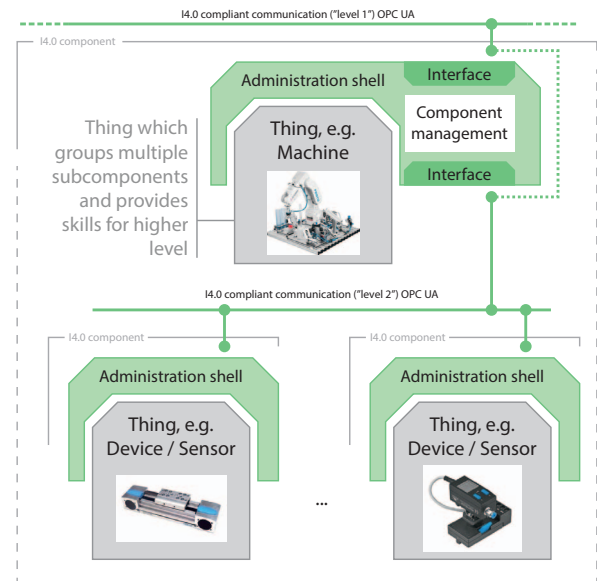 I4.0 compliant communication ("level 1") OPC UA
I4.0 component
Interface
Administration shell
Component
management
Thing, e.g.
Machine
Interface
Thing which
groups multiple
subcomponents
and provides
skills for higher
level
I4.0 compliant communication ("level 2") OPC UA
I4.0 component
Administration shell
Thing, e.g.
Device / Sensor
...
I4.0 component
Administration shell
Thing, e.g.
Device / Sensor